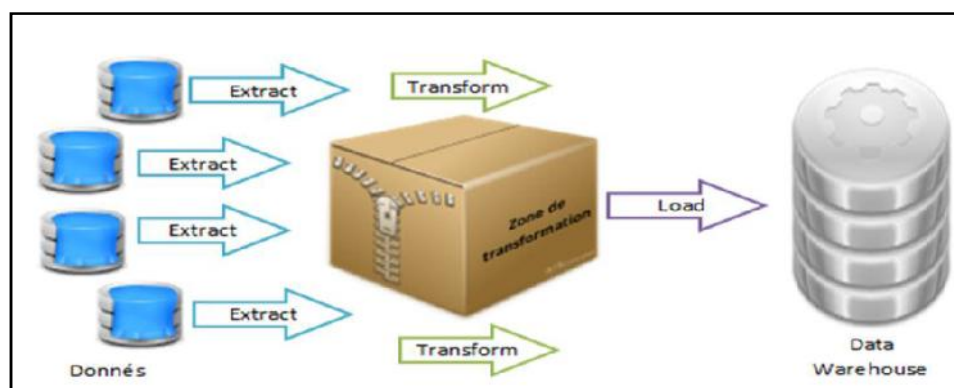 Extract
Transform
Extract
Extract
Extract
Zone de
transformation
Load
Transform
Donnés
Data
Warehouse